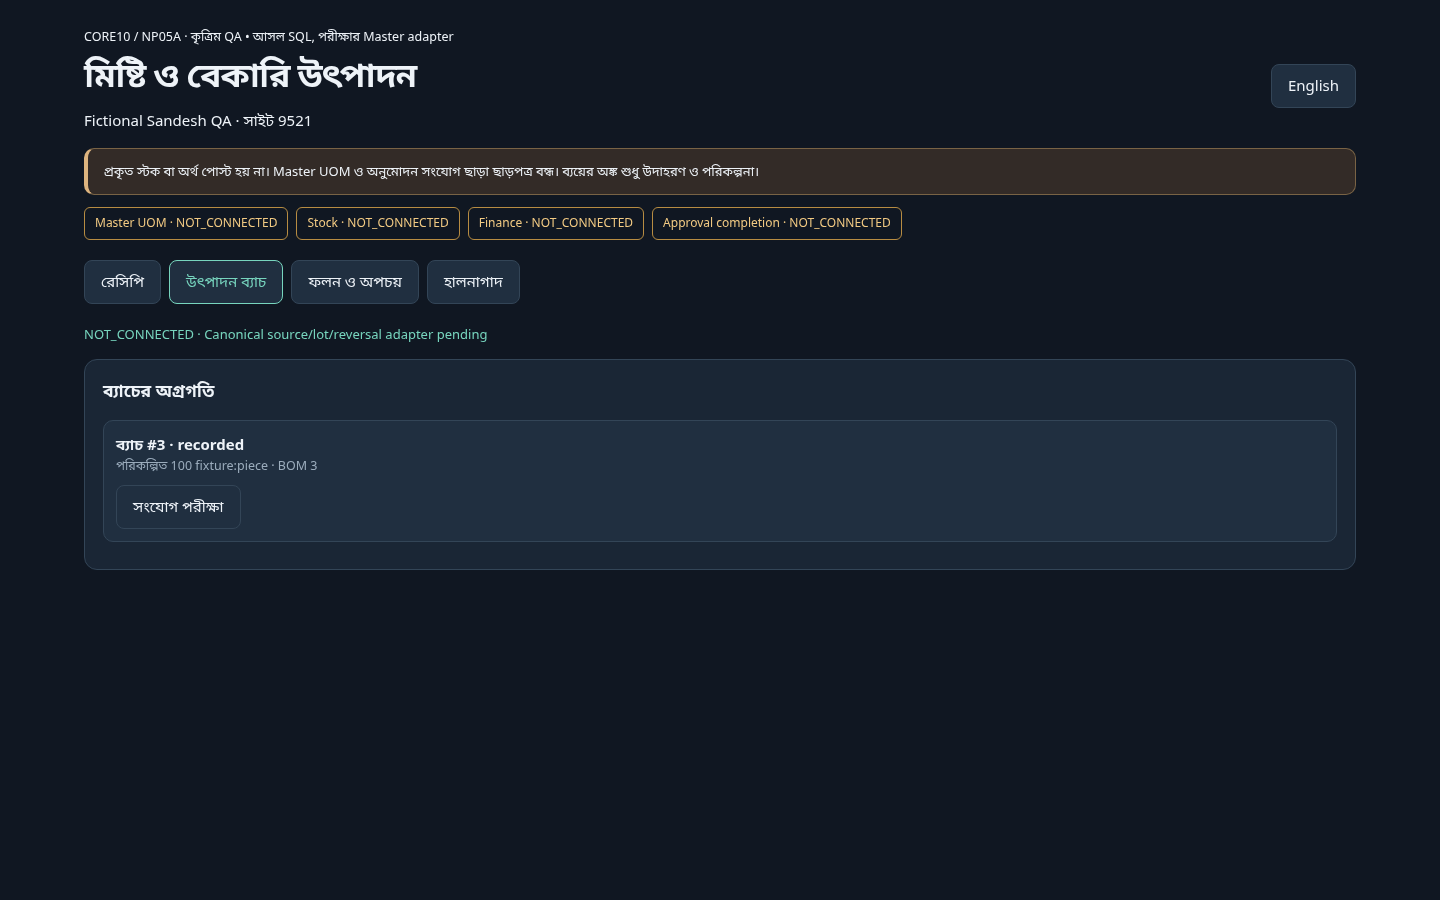 CORE10 / NP05A · কৃত্রিম QA • আসল SQL, পরীক্ষার Master adapter
মিষ্টি ও বেকারি উৎপাদন
English
Fictional Sandesh QA · সাইট 9521
প্রকৃত স্টক বা অর্থ পোস্ট হয় না। Master UOM ও অনুমোদন সংযোগ ছাড়া ছাড়পত্র বন্ধ। ব্যয়ের অঙ্ক শুধু উদাহরণ ও পরিকল্পনা।
Master UOM · NOT_CONNECTED Stock · NOT_CONNECTED Finance · NOT_CONNECTED Approval completion · NOT_CONNECTED
রেসিপি উৎপাদন ব্যাচ ফলন ও অপচয় হালনাগাদ
NOT_CONNECTED · Canonical source/lot/reversal adapter pending
ব্যাচের অগ্রগতি
ব্যাচ #3 · recorded
পরিকল্পিত 100 fixture:piece · BOM 3
সংযোগ পরীক্ষা